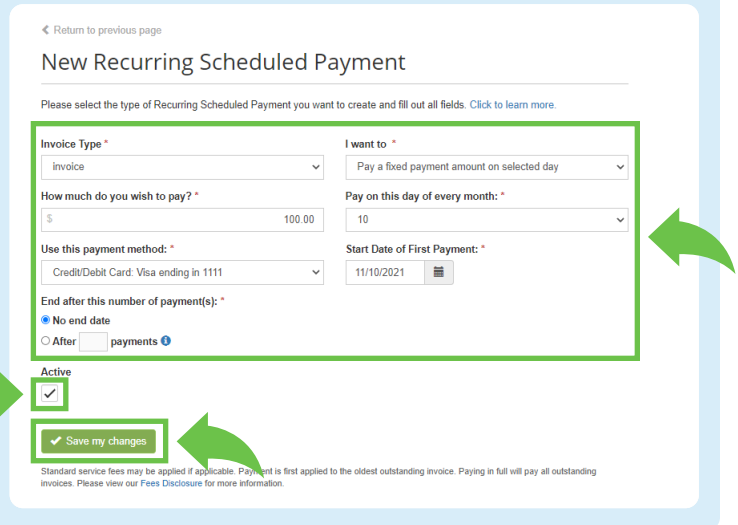 Return to previous page
New Recurring Scheduled Payment
Please select the type of Recurring Scheduled Payment you want to create and fill out all fields. Click to learn more.
Invoice Type *
I want to *
invoice
Pay a fixed payment amount on selected day
How much do you wish to pay? *
Pay on this day of every month: *
$ 100.00
10
Use this payment method: *
Start Date of First Payment: *
Credit/Debit Card: Visa ending in 1111
11/10/2021
End after this number of payment(s): *
No end date
After payments
Active
Save my changes
Standard service fees may be applied if applicable. Payment is first applied to the oldest outstanding invoice. Paying in full will pay all outstanding
invoices. Please view our Fees Disclosure for more information.